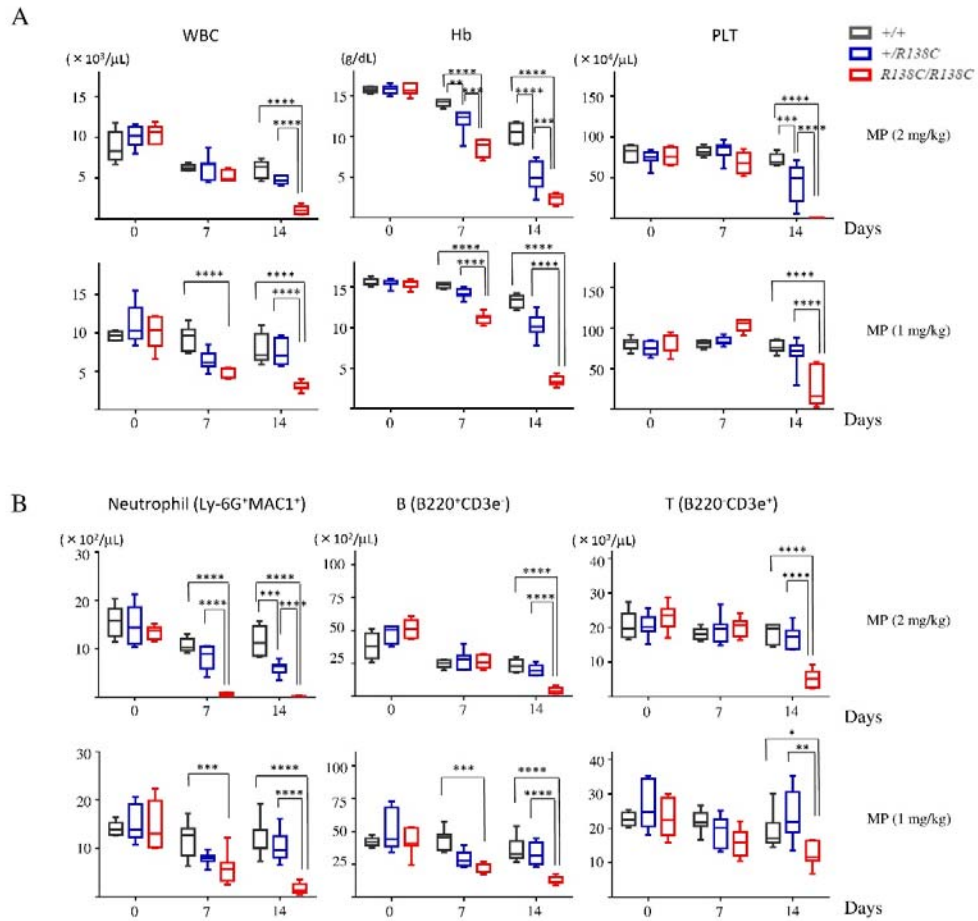 A
WBC
Hb
PLT
+/+
+/R138C
R138C/R138C
(×10³/μL)
(g/dL)
(×10⁴/μL)
15
10
5
**** ****
0 7 14
20
15
10
5
**** ** *** **** **** ***
0 7 14
150
100
50
**** *** ****
0 7 14
MP (2 mg/kg)
Days
15
10
5
**** **** ****
0 7 14
20
15
10
5
**** **** **** ****
0 7 14
150
100
50
**** ****
0 7 14
MP (1 mg/kg)
Days
B
Neutrophil (Ly-6G⁺MAC1⁺)
B (B220⁺CD3e⁻)
T (B220⁻CD3e⁺)
(×10²/μL)
(×10²/μL)
(×10³/μL)
30
20
10
**** **** **** *** ****
0 7 14
100
75
50
25
**** ****
0 7 14
40
30
20
10
**** ****
0 7 14
MP (2 mg/kg)
Days
30
20
10
*** **** ****
0 7 14
100
75
50
25
*** **** ****
0 7 14
40
30
20
10
* **
0 7 14
MP (1 mg/kg)
Days